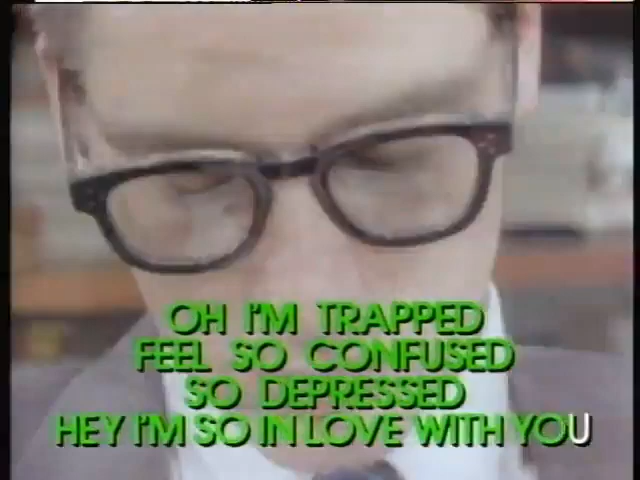 OH I'M TRAPPED
FEEL SO CONFUSED
SO DEPRESSED
HEY I'M SO IN LOVE WITH YOU